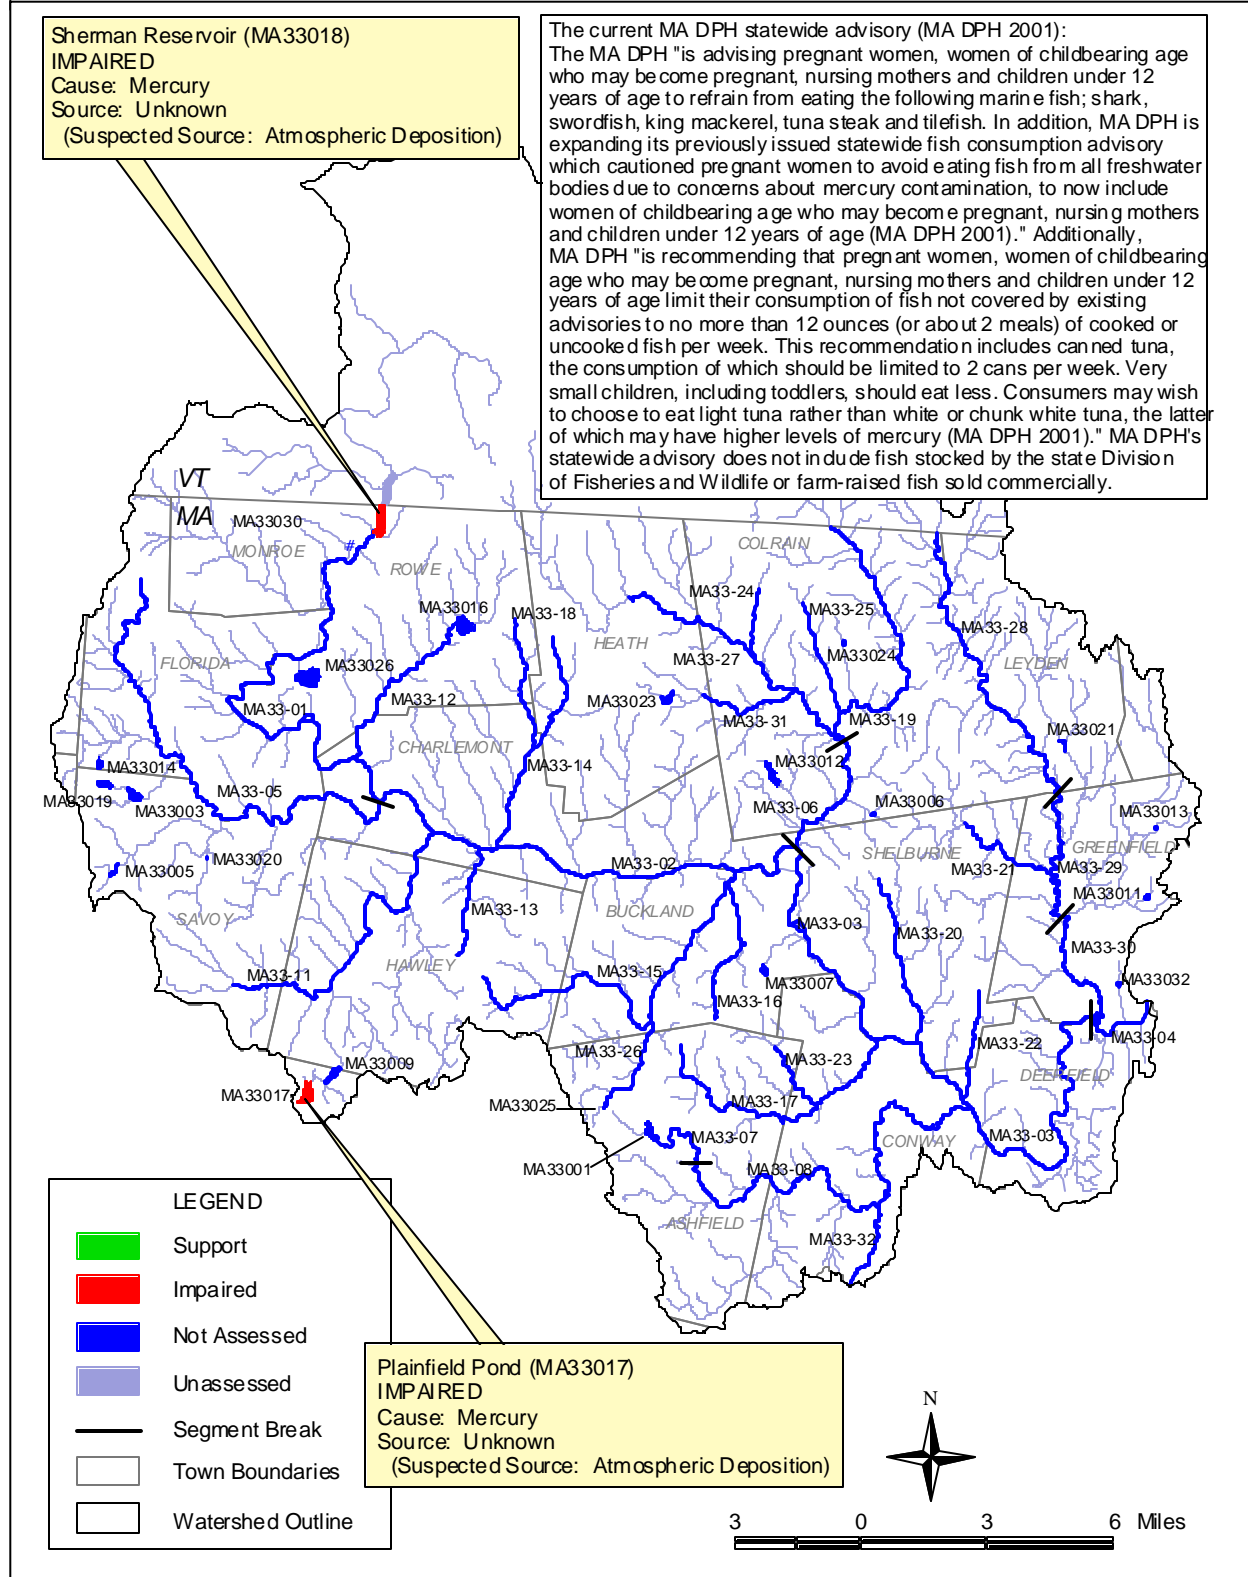 Sherman Reservoir (MA33018)
IMPAIRED
Cause: Mercury
Source: Unknown
(Suspected Source: Atmospheric Deposition)
The current MA DPH statewide advisory (MA DPH 2001):
The MA DPH "is advising pregnant women, women of childbearing age
who may become pregnant, nursing mothers and children under 12
years of age to refrain from eating the following marine fish; shark,
swordfish, king mackerel, tuna steak and tilefish. In addition, MA DPH is
expanding its previously issued statewide fish consumption advisory
which cautioned pregnant women to avoid eating fish from all freshwater
bodies due to concerns about mercury contamination, to now include
women of childbearing age who may become pregnant, nursing mothers
and children under 12 years of age (MA DPH 2001)." Additionally,
MA DPH "is recommending that pregnant women, women of childbearing
age who may become pregnant, nursing mothers and children under 12
years of age limit their consumption of fish not covered by existing
advisories to no more than 12 ounces (or about 2 meals) of cooked or
uncooked fish per week. This recommendation includes canned tuna,
the consumption of which should be limited to 2 cans per week. Very
small children, including toddlers, should eat less. Consumers may wish
to choose to eat light tuna rather than white or chunk white tuna, the latter
of which may have higher levels of mercury (MA DPH 2001)." MA DPH's
statewide advisory does not include fish stocked by the state Division
of Fisheries and Wildlife or farm-raised fish sold commercially.
VT
MA
MA33030
MONROE
#
ROWE
COLRAIN
MA33016
MA33-18
MA33-24
MA33-25
MA33-28
HEATH
MA33024
LEYDEN
FLORIDA
MA33026
MA33-27
MA33-12
MA33023
MA33-01
MA33-31
MA33-19
CHARLEMONT
MA33021
MA33014
MA33-14
MA33012
MA33019
MA33003
MA33-05
MA33-06
MA33006
MA33013
GREENFIELD
SHELBURNE
MA33020
MA33005
MA33-02
MA33-21
MA33-29
MA33011
SAVOY
MA33-13
BUCKLAND
MA33-03
MA33-20
MA33-30
HAWLEY
MA33-11
MA33-15
MA33007
MA33032
MA33-16
MA33-26
MA33-22
MA33-04
MA33009
MA33-23
DEERFIELD
MA33017
MA33025
MA33-17
MA33-07
CONWAY
MA33-03
MA33001
MA33-08
ASHFIELD
MA33-32
LEGEND
Support
Impaired
Not Assessed
Unassessed
Segment Break
Town Boundaries
Watershed Outline
Plainfield Pond (MA33017)
IMPAIRED
Cause: Mercury
Source: Unknown
(Suspected Source: Atmospheric Deposition)
N
3 0 3 6 Miles